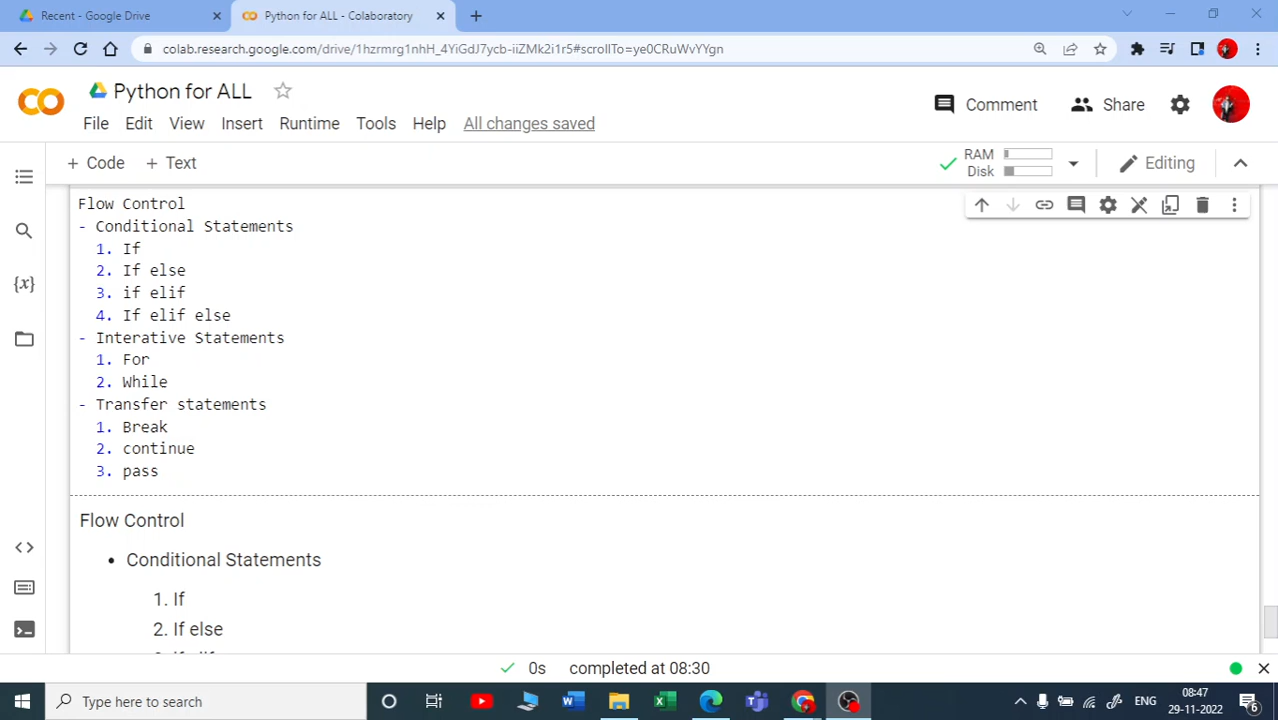 Recent - Google Drive
Python for ALL - Colaboratory
colab.research.google.com/drive/1hzrmrg1nhH_4YiGdJ7ycb-iiZMk2i1r5#scrollTo=ye0CRuWvYYgn
Python for ALL
Comment
Share
File Edit View Insert Runtime Tools Help All changes saved
+ Code + Text
RAM
Disk
Editing
Flow Control
- Conditional Statements
1. If
2. If else
3. if elif
4. If elif else
- Interative Statements
1. For
2. While
- Transfer statements
1. Break
2. continue
3. pass
{x}
Flow Control
• Conditional Statements
1. If
2. If else
0s completed at 08:30
Type here to search
ENG
08:47
29-11-2022
6